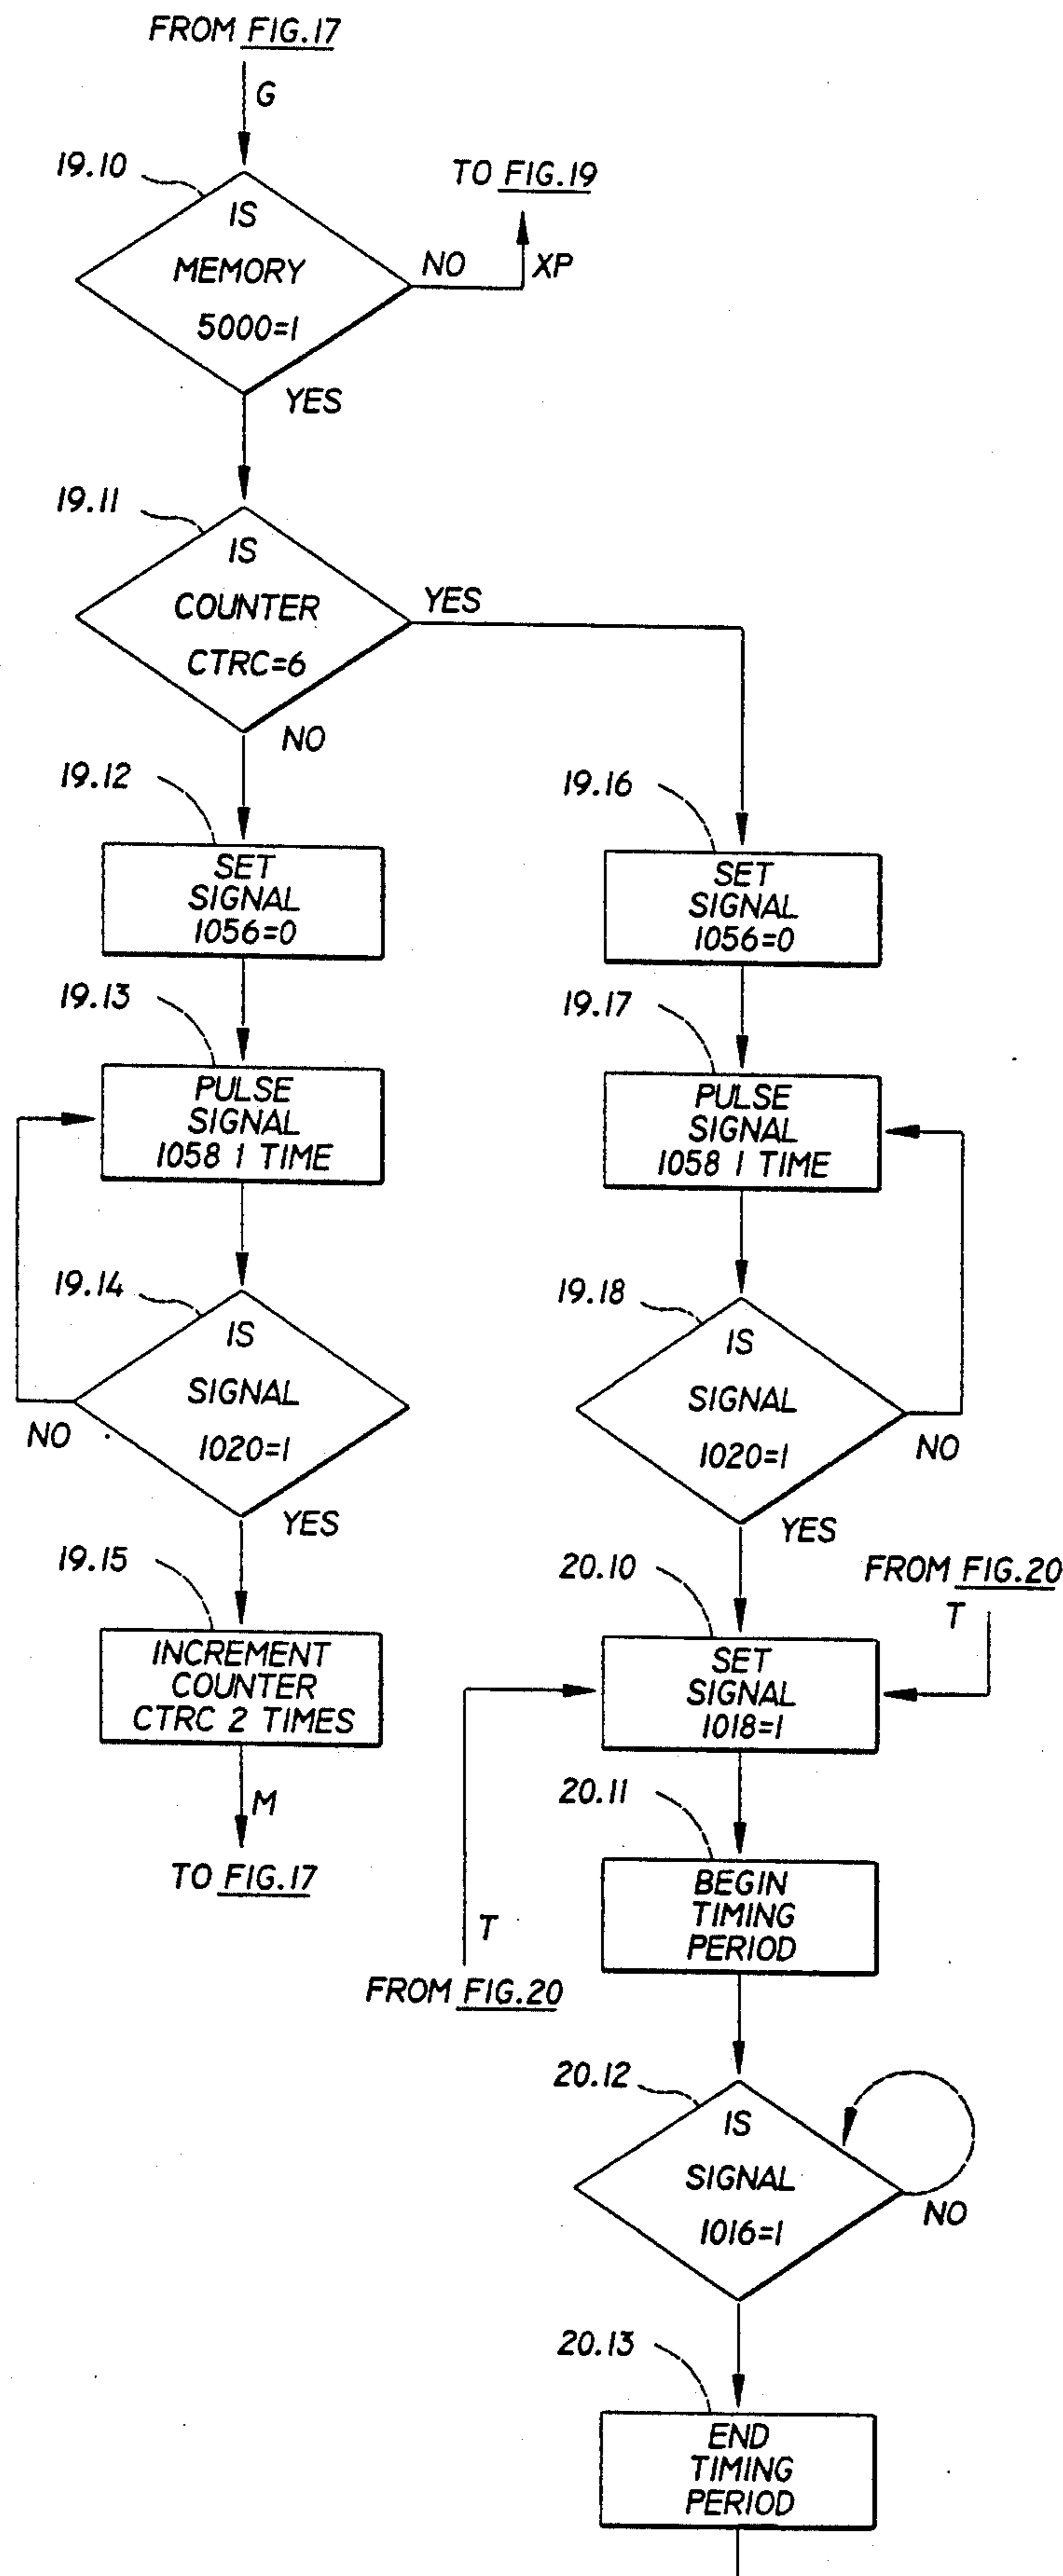 FROM FIG.17
G
19.10
TO FIG.19
IS
MEMORY
5000=1
NO
XP
YES
19.11
IS
COUNTER
CTRC=6
YES
NO
19.12
SET
SIGNAL
1056=0
19.13
PULSE
SIGNAL
1058 1 TIME
19.14
IS
SIGNAL
1020=1
NO
YES
19.15
INCREMENT
COUNTER
CTRC 2 TIMES
M
TO FIG.17
19.16
SET
SIGNAL
1056=0
19.17
PULSE
SIGNAL
1058 1 TIME
19.18
IS
SIGNAL
1020=1
NO
YES
20.10
FROM FIG.20
T
SET
SIGNAL
1018=1
20.11
BEGIN
TIMING
PERIOD
T
FROM FIG.20
20.12
IS
SIGNAL
1016=1
NO
20.13
END
TIMING
PERIOD